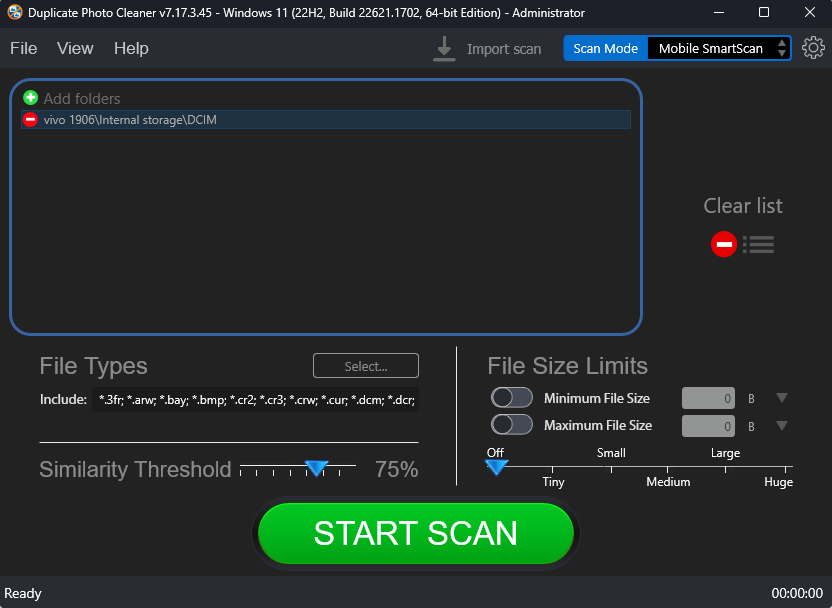 Duplicate Photo Cleaner v7.17.3.45 - Windows 11 (22H2, Build 22621.1702, 64-bit Edition) - Administrator
File View Help Import scan Scan Mode Mobile SmartScan
Add folders
vivo 1906\Internal storage\DCIM
Clear list
File Types Select...
Include: *.3fr; *.arw; *.bay; *.bmp; *.cr2; *.cr3; *.crw; *.cur; *.dcm; *.dcr;
Similarity Threshold 75%
File Size Limits
Minimum File Size 0 B
Maximum File Size 0 B
Off Small Large
Tiny Medium Huge
START SCAN
Ready 00:00:00